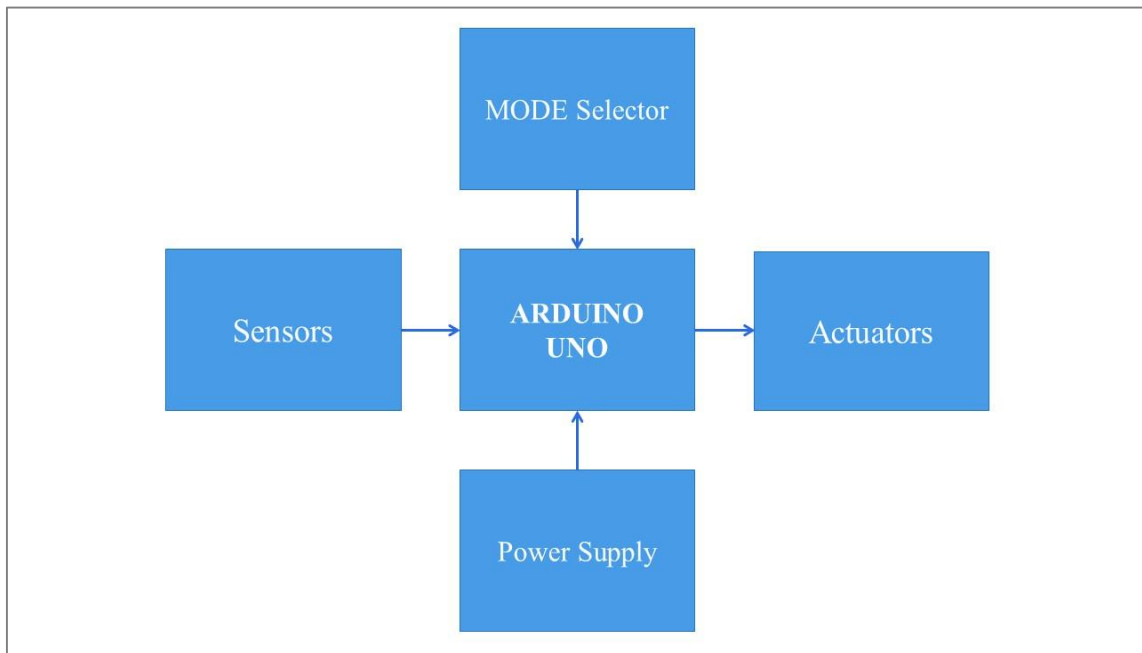 MODE Selector
Sensors
ARDUINO
UNO
Actuators
Power Supply